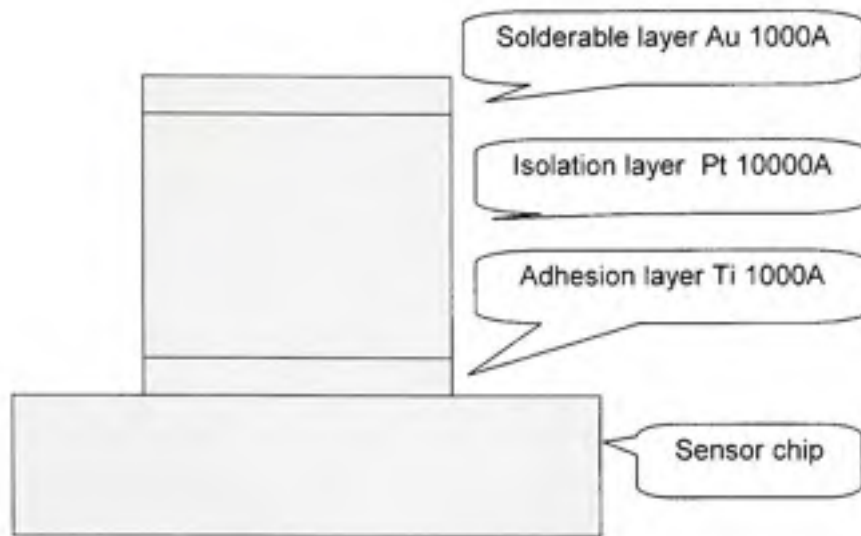 Solderable layer Au 1000A
Isolation layer Pt 10000A
Adhesion layer Ti 1000A
Sensor chip